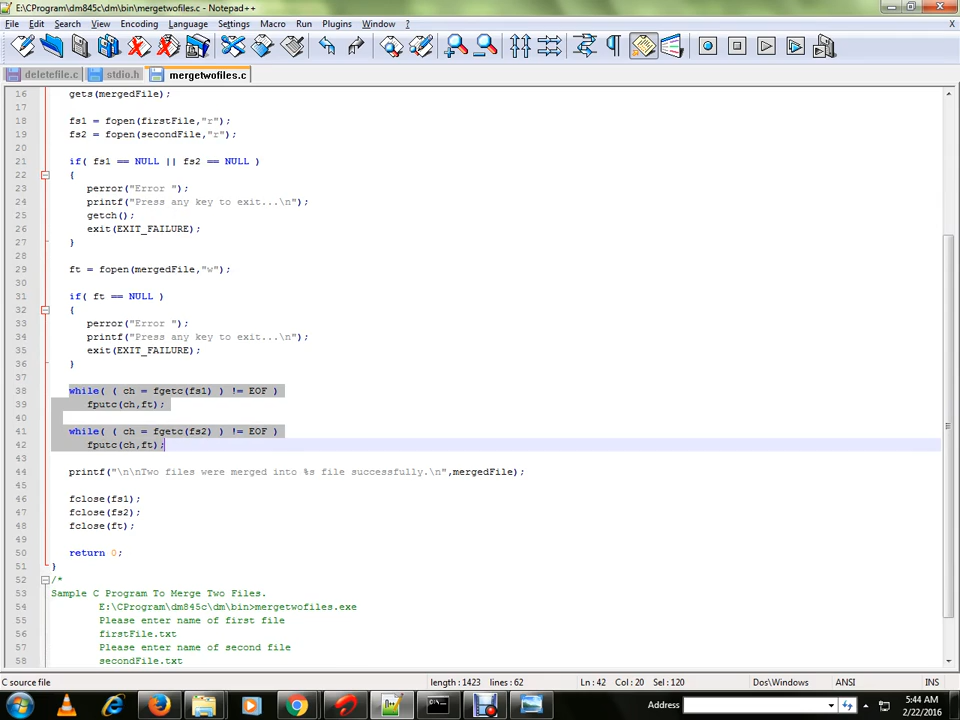 E:\CProgram\dm845c\dm\bin\mergetwofiles.c - Notepad++
File Edit Search View Encoding Language Settings Macro Run Plugins Window ? X
deletefile.c stdio.h mergetwofiles.c
16 gets(mergedFile);
17
18 fs1 = fopen(firstFile,"r");
19 fs2 = fopen(secondFile,"r");
20
21 if( fs1 == NULL || fs2 == NULL )
22 {
23 perror("Error ");
24 printf("Press any key to exit...\n");
25 getch();
26 exit(EXIT_FAILURE);
27 }
28
29 ft = fopen(mergedFile,"w");
30
31 if( ft == NULL )
32 {
33 perror("Error ");
34 printf("Press any key to exit...\n");
35 exit(EXIT_FAILURE);
36 }
37
38 while( ( ch = fgetc(fs1) ) != EOF )
39 fputc(ch,ft);
40
41 while( ( ch = fgetc(fs2) ) != EOF )
42 fputc(ch,ft);
43
44 printf("\n\nTwo files were merged into %s file successfully.\n",mergedFile);
45
46 fclose(fs1);
47 fclose(fs2);
48 fclose(ft);
49
50 return 0;
51 }
52 /*
53 Sample C Program To Merge Two Files.
54 E:\CProgram\dm845c\dm\bin>mergetwofiles.exe
55 Please enter name of first file
56 firstFile.txt
57 Please enter name of second file
58 secondFile.txt
C source file length : 1423 lines : 62 Ln : 42 Col : 20 Sel : 120 Dos\Windows ANSI INS
Address 5:44 AM
2/22/2016